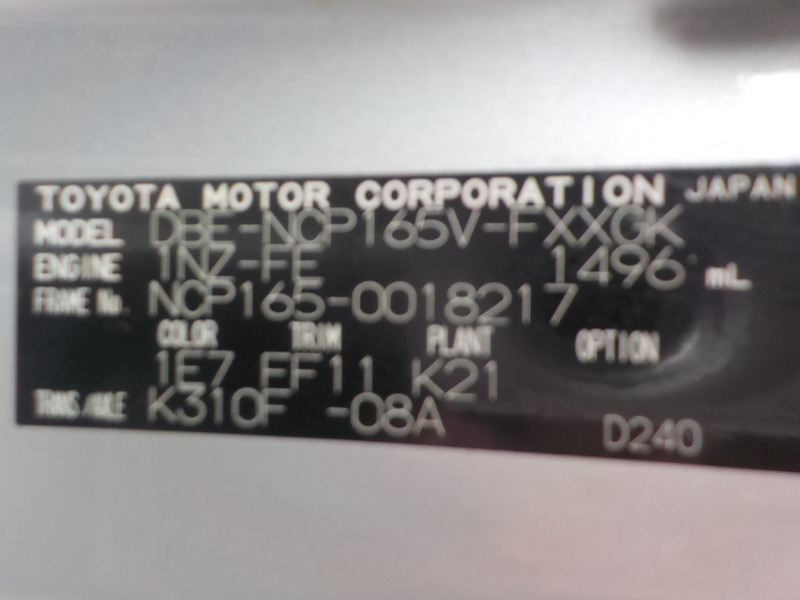 TOYOTA MOTOR CORPORATION JAPAN
MODEL DBE-NCP165V-FXXGK
ENGINE 1NZ-FE 1496 mL
FRAME No. NCP165-0018217
COLOR TRIM PLANT OPTION
1E7 FF11 K21
TRANS/AXLE K310F -08A D240